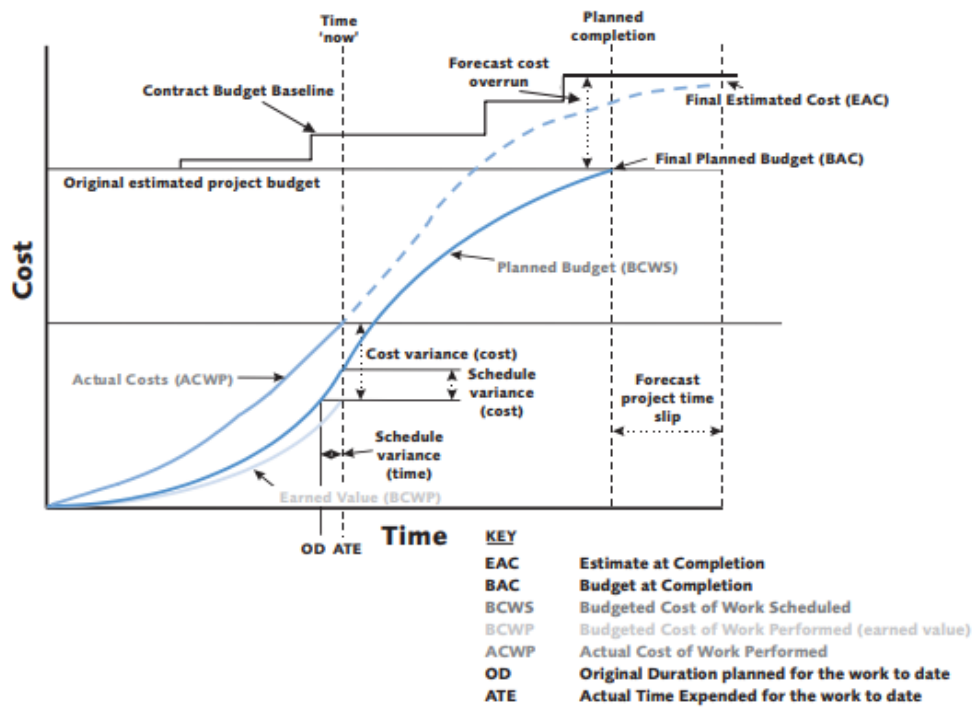 Time
'now'
Planned
completion
Forecast cost
overrun
Contract Budget Baseline
Final Estimated Cost (EAC)
Final Planned Budget (BAC)
Original estimated project budget
Cost
Planned Budget (BCWS)
Cost variance (cost)
Actual Costs (ACWP)
Schedule
variance
(cost)
Forecast
project time
slip
Schedule
variance
(time)
Earned Value (BCWP)
OD ATE
Time
KEY
EAC Estimate at Completion
BAC Budget at Completion
BCWS Budgeted Cost of Work Scheduled
BCWP Budgeted Cost of Work Performed (earned value)
ACWP Actual Cost of Work Performed
OD Original Duration planned for the work to date
ATE Actual Time Expended for the work to date